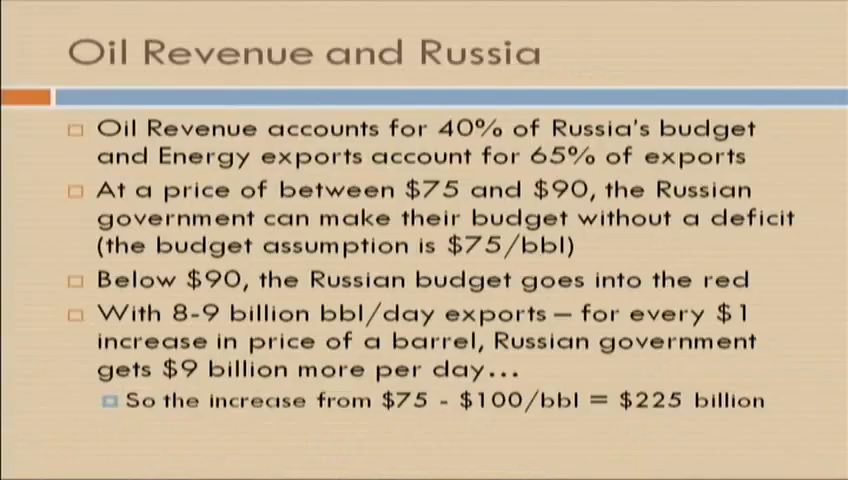 Oil Revenue and Russia
Oil Revenue accounts for 40% of Russia's budget
and Energy exports account for 65% of exports
At a price of between $75 and $90, the Russian
government can make their budget without a deficit
(the budget assumption is $75/bbl)
Below $90, the Russian budget goes into the red
With 8-9 billion bbl/day exports – for every $1
increase in price of a barrel, Russian government
gets $9 billion more per day...
So the increase from $75 - $100/bbl = $225 billion